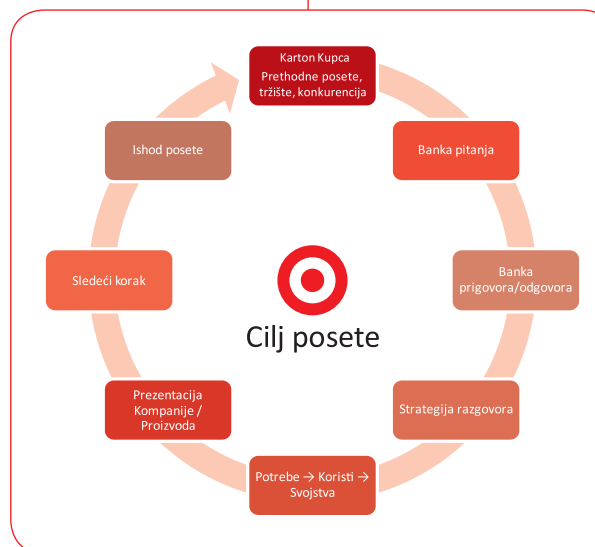 Karton Kupca
Prethodne posete,
tržište, konkurencija
Banka pitanja
Banka
prigovora/odgovora
Strategija razgovora
Potrebe → Koristi →
Svojstva
Prezentacija
Kompanije /
Proizvoda
Sledeći korak
Ishod posete
Cilj posete